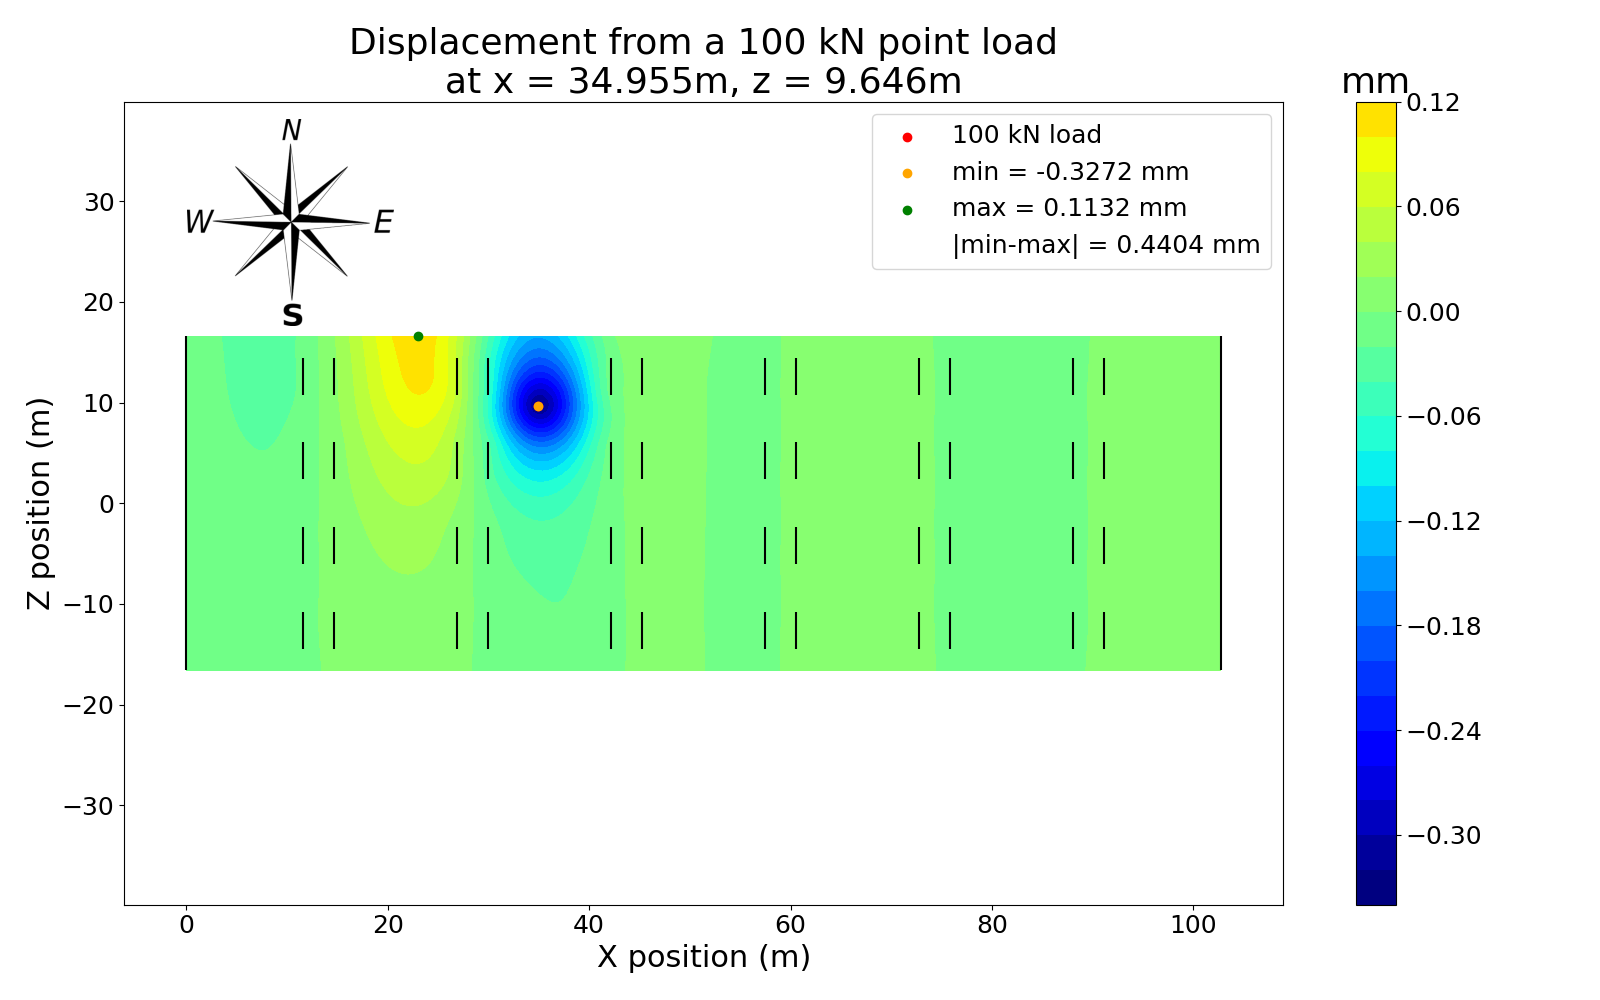 Displacement from a 100 kN point load
at x = 34.955m, z = 9.646m
mm
N
W
E
S
100 kN load
min = -0.3272 mm
max = 0.1132 mm
|min-max| = 0.4404 mm
Z position (m)
30
20
10
0
−10
−20
−30
0 20 40 60 80 100
X position (m)
0.12
0.06
0.00
−0.06
−0.12
−0.18
−0.24
−0.30